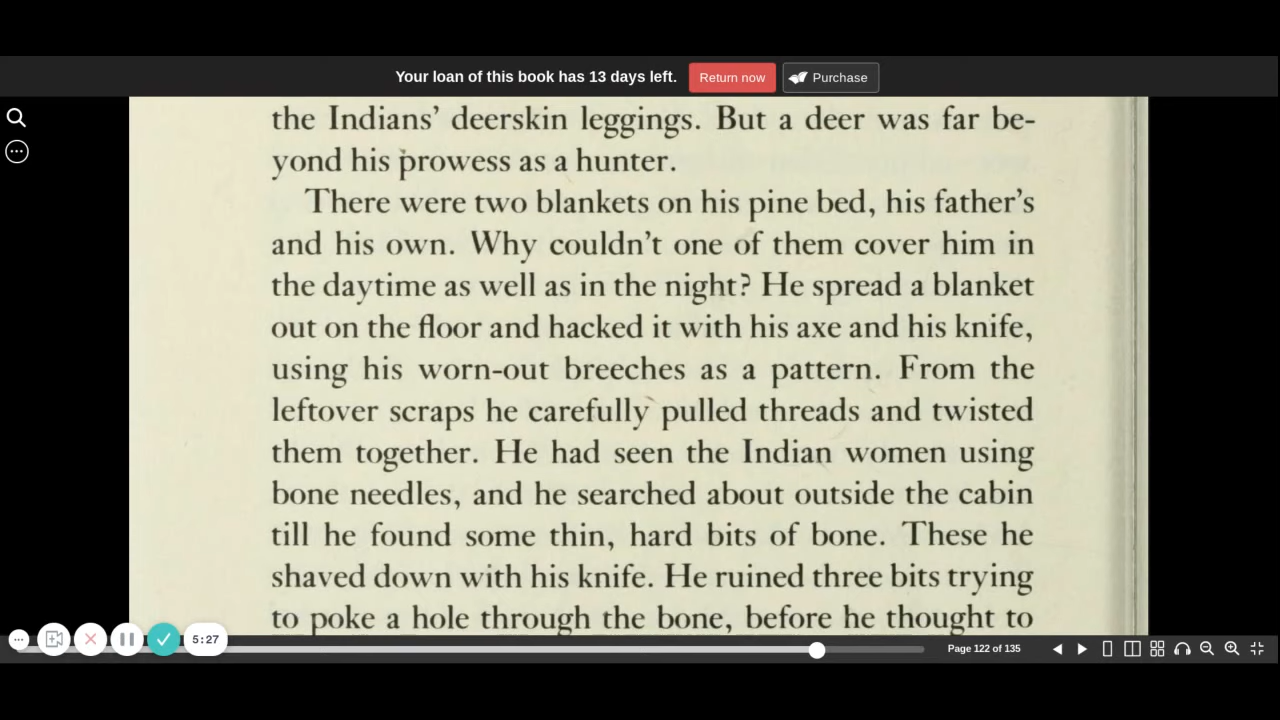 Your loan of this book has 13 days left. Return now Purchase
the Indians' deerskin leggings. But a deer was far be-
yond his prowess as a hunter.
There were two blankets on his pine bed, his father's
and his own. Why couldn't one of them cover him in
the daytime as well as in the night? He spread a blanket
out on the floor and hacked it with his axe and his knife,
using his worn-out breeches as a pattern. From the
leftover scraps he carefully pulled threads and twisted
them together. He had seen the Indian women using
bone needles, and he searched about outside the cabin
till he found some thin, hard bits of bone. These he
shaved down with his knife. He ruined three bits trying
to poke a hole through the bone, before he thought to
5:27
Page 122 of 135